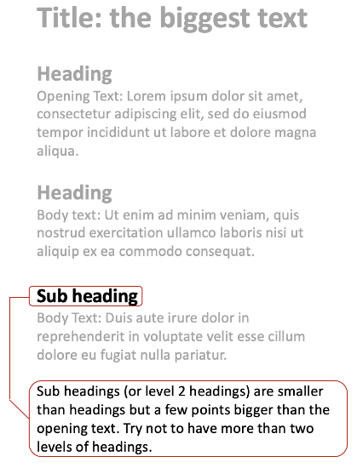 Title: the biggest text
Heading
Opening Text: Lorem ipsum dolor sit amet,
consectetur adipiscing elit, sed do eiusmod
tempor incididunt ut labore et dolore magna
aliqua.
Heading
Body text: Ut enim ad minim veniam, quis
nostrud exercitation ullamco laboris nisi ut
aliquip ex ea commodo consequat.
Sub heading
Body Text: Duis aute irure dolor in
reprehenderit in voluptate velit esse cillum
dolore eu fugiat nulla pariatur.
Sub headings (or level 2 headings) are smaller
than headings but a few points bigger than the
opening text. Try not to have more than two
levels of headings.